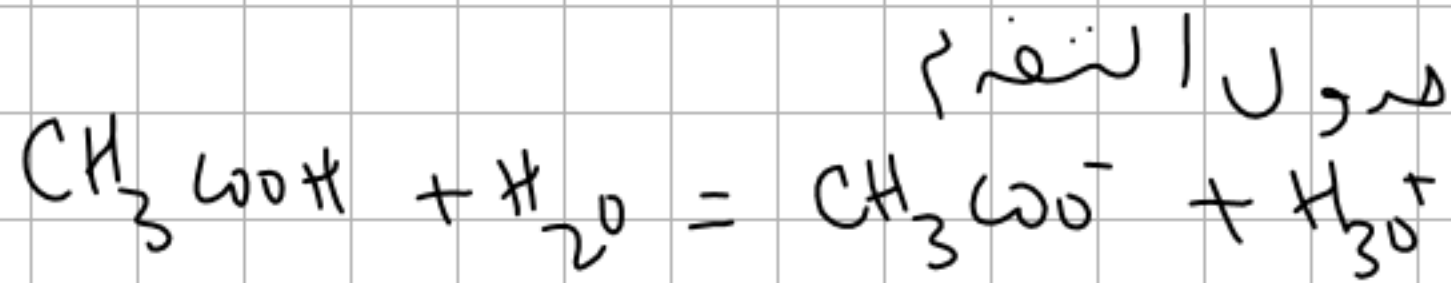 جدول التقدم
CH₃COOH + H₂O = CH₃COO⁻ + H₃O⁺